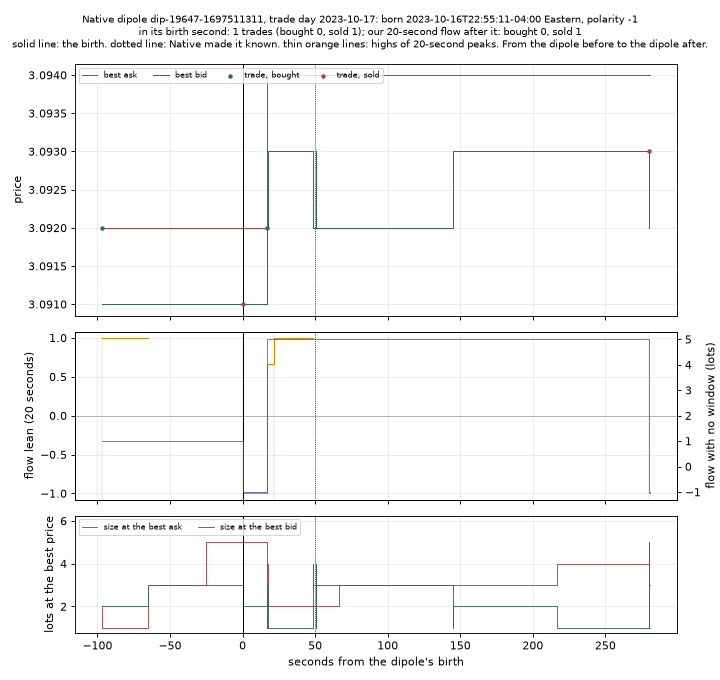 Native dipole dip-19647-1697511311, trade day 2023-10-17: born 2023-10-16T22:55:11-04:00 Eastern, polarity -1
in its birth second: 1 trades (bought 0, sold 1); our 20-second flow after it: bought 0, sold 1
solid line: the birth. dotted line: Native made it known. thin orange lines: highs of 20-second peaks. From the dipole before to the dipole after.
best ask
best bid
trade, bought
trade, sold
3.0940
3.0935
3.0930
3.0925
3.0920
3.0915
3.0910
price
1.0
0.5
0.0
−0.5
−1.0
flow lean (20 seconds)
5
4
3
2
1
0
−1
flow with no window (lots)
size at the best ask
size at the best bid
6
4
2
lots at the best price
−100
−50
0
50
100
150
200
250
seconds from the dipole's birth